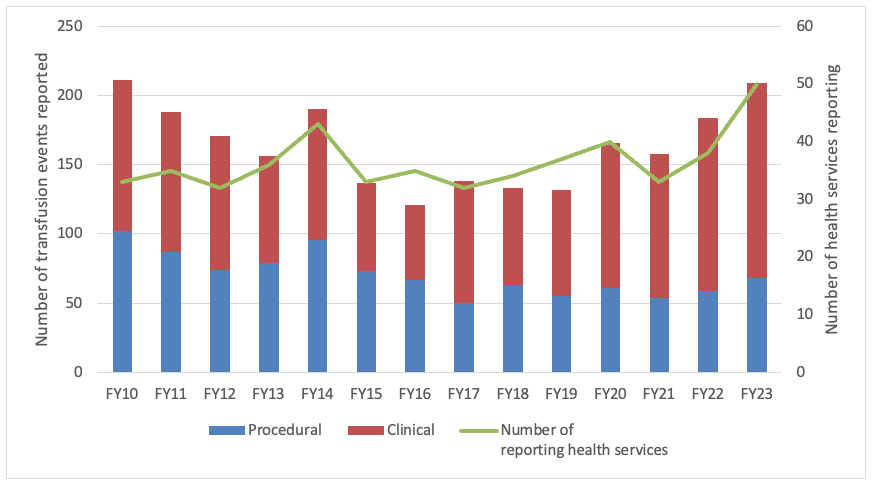 250
200
150
100
50
0
Number of transfusion events reported
60
50
40
30
20
10
0
Number of health services reporting
FY10 FY11 FY12 FY13 FY14 FY15 FY16 FY17 FY18 FY19 FY20 FY21 FY22 FY23
Procedural Clinical Number of
reporting health services